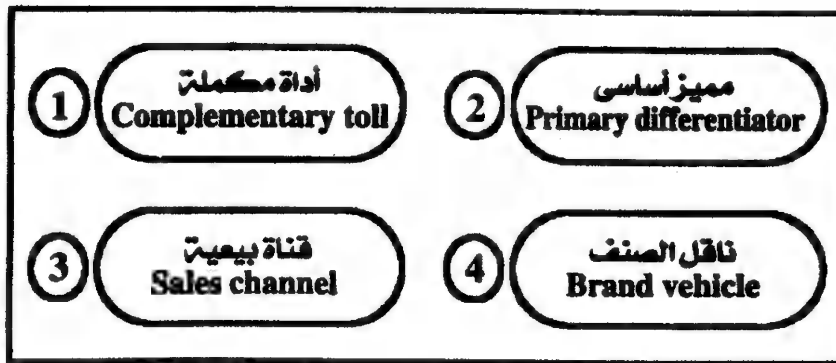 1
أداة مكملة
Complementary toll
2
مميز أساسى
Primary differentiator
3
قناة بيعية
Sales channel
4
ناقل الصنف
Brand vehicle